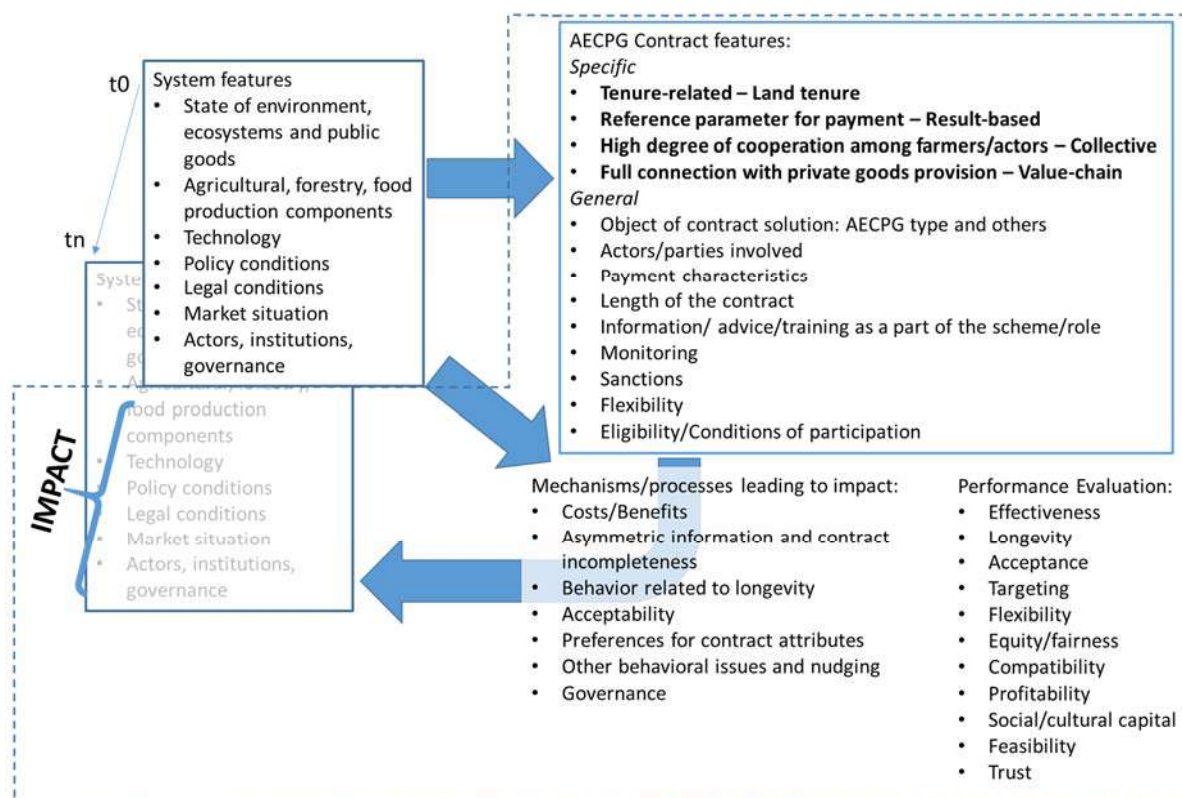 t0
System features
• State of environment,
ecosystems and public
goods
• Agricultural, forestry, food
production components
• Technology
• Policy conditions
• Legal conditions
• Market situation
• Actors, institutions,
governance
tn
Syste
• St
ec
go
• Ag
food production
components
• Technology
• Policy conditions
• Legal conditions
• Market situation
• Actors, institutions,
governance
IMPACT
AECPG Contract features:
Specific
• Tenure-related – Land tenure
• Reference parameter for payment – Result-based
• High degree of cooperation among farmers/actors – Collective
• Full connection with private goods provision – Value-chain
General
• Object of contract solution: AECPG type and others
• Actors/parties involved
• Payment characteristics
• Length of the contract
• Information/ advice/training as a part of the scheme/role
• Monitoring
• Sanctions
• Flexibility
• Eligibility/Conditions of participation
Mechanisms/processes leading to impact:
• Costs/Benefits
• Asymmetric information and contract
incompleteness
• Behavior related to longevity
• Acceptability
• Preferences for contract attributes
• Other behavioral issues and nudging
• Governance
Performance Evaluation:
• Effectiveness
• Longevity
• Acceptance
• Targeting
• Flexibility
• Equity/fairness
• Compatibility
• Profitability
• Social/cultural capital
• Feasibility
• Trust